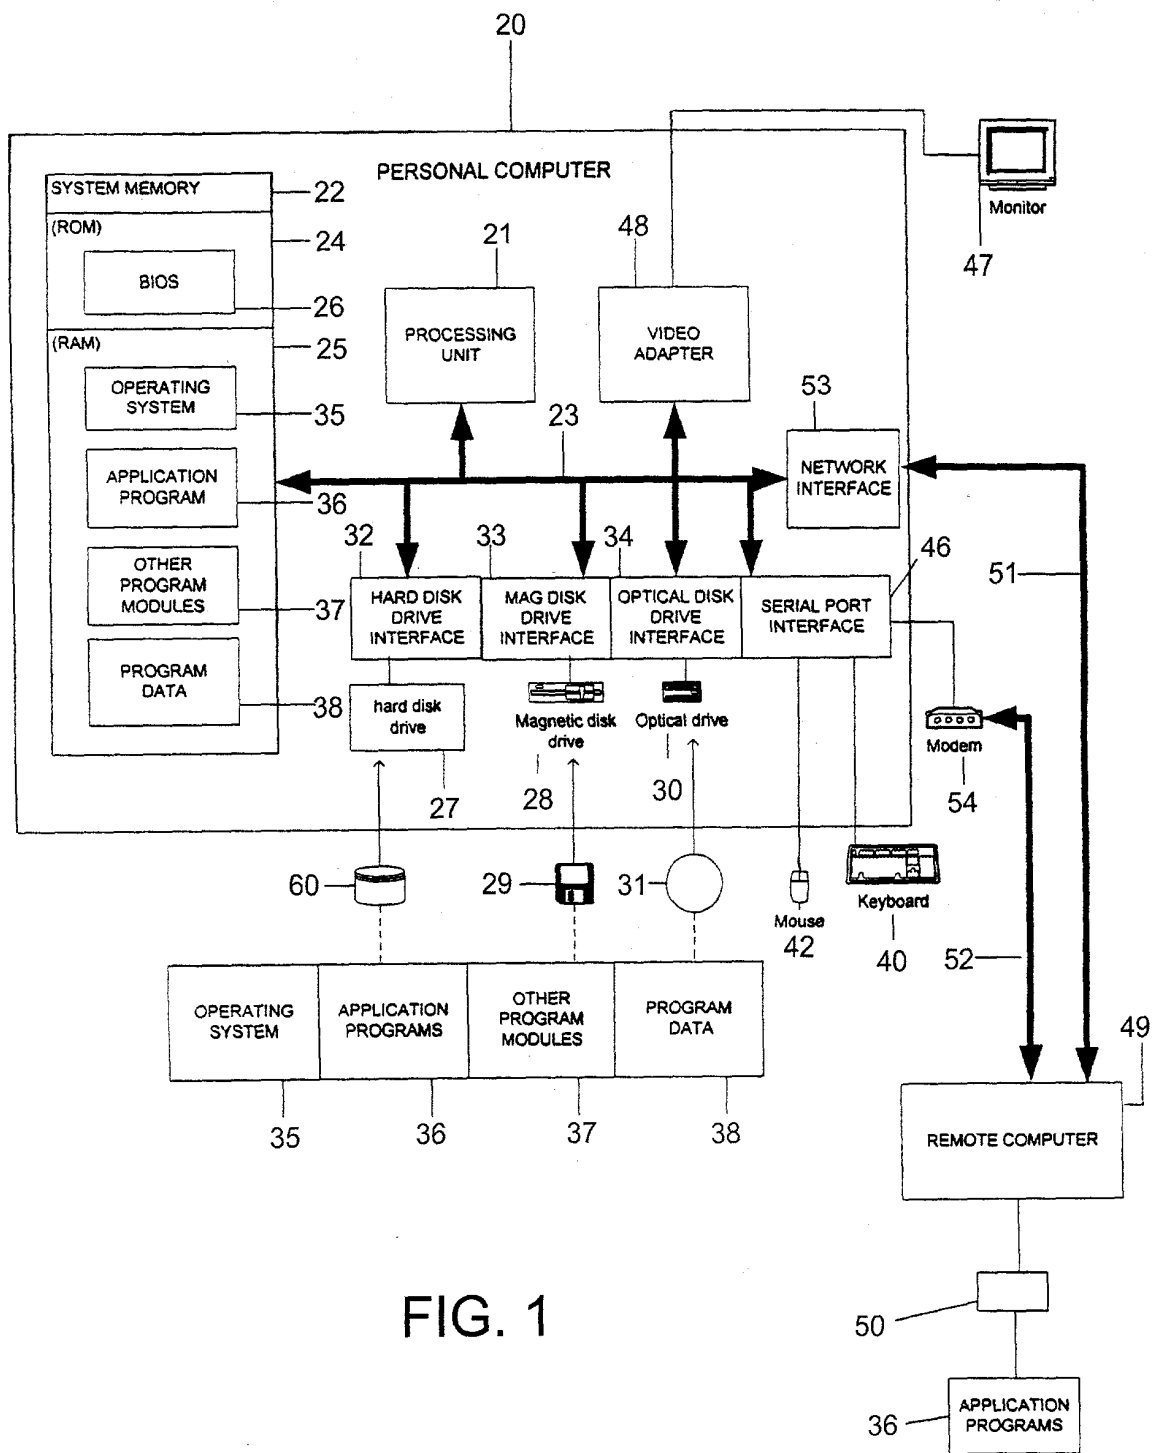 20
PERSONAL COMPUTER
SYSTEM MEMORY
22
(ROM)
24
BIOS
26
(RAM)
25
OPERATING
SYSTEM
35
APPLICATION
PROGRAM
36
OTHER
PROGRAM
MODULES
37
PROGRAM
DATA
38
21
PROCESSING
UNIT
48
VIDEO
ADAPTER
Monitor
47
23
53
NETWORK
INTERFACE
32
HARD DISK
DRIVE
INTERFACE
33
MAG DISK
DRIVE
INTERFACE
34
OPTICAL DISK
DRIVE
INTERFACE
46
SERIAL PORT
INTERFACE
51
hard disk
drive
27
Magnetic disk
drive
28
Optical drive
30
Modem
54
60
29
31
Mouse
42
Keyboard
40
52
OPERATING
SYSTEM
35
APPLICATION
PROGRAMS
36
OTHER
PROGRAM
MODULES
37
PROGRAM
DATA
38
49
REMOTE COMPUTER
50
36
APPLICATION
PROGRAMS
FIG. 1